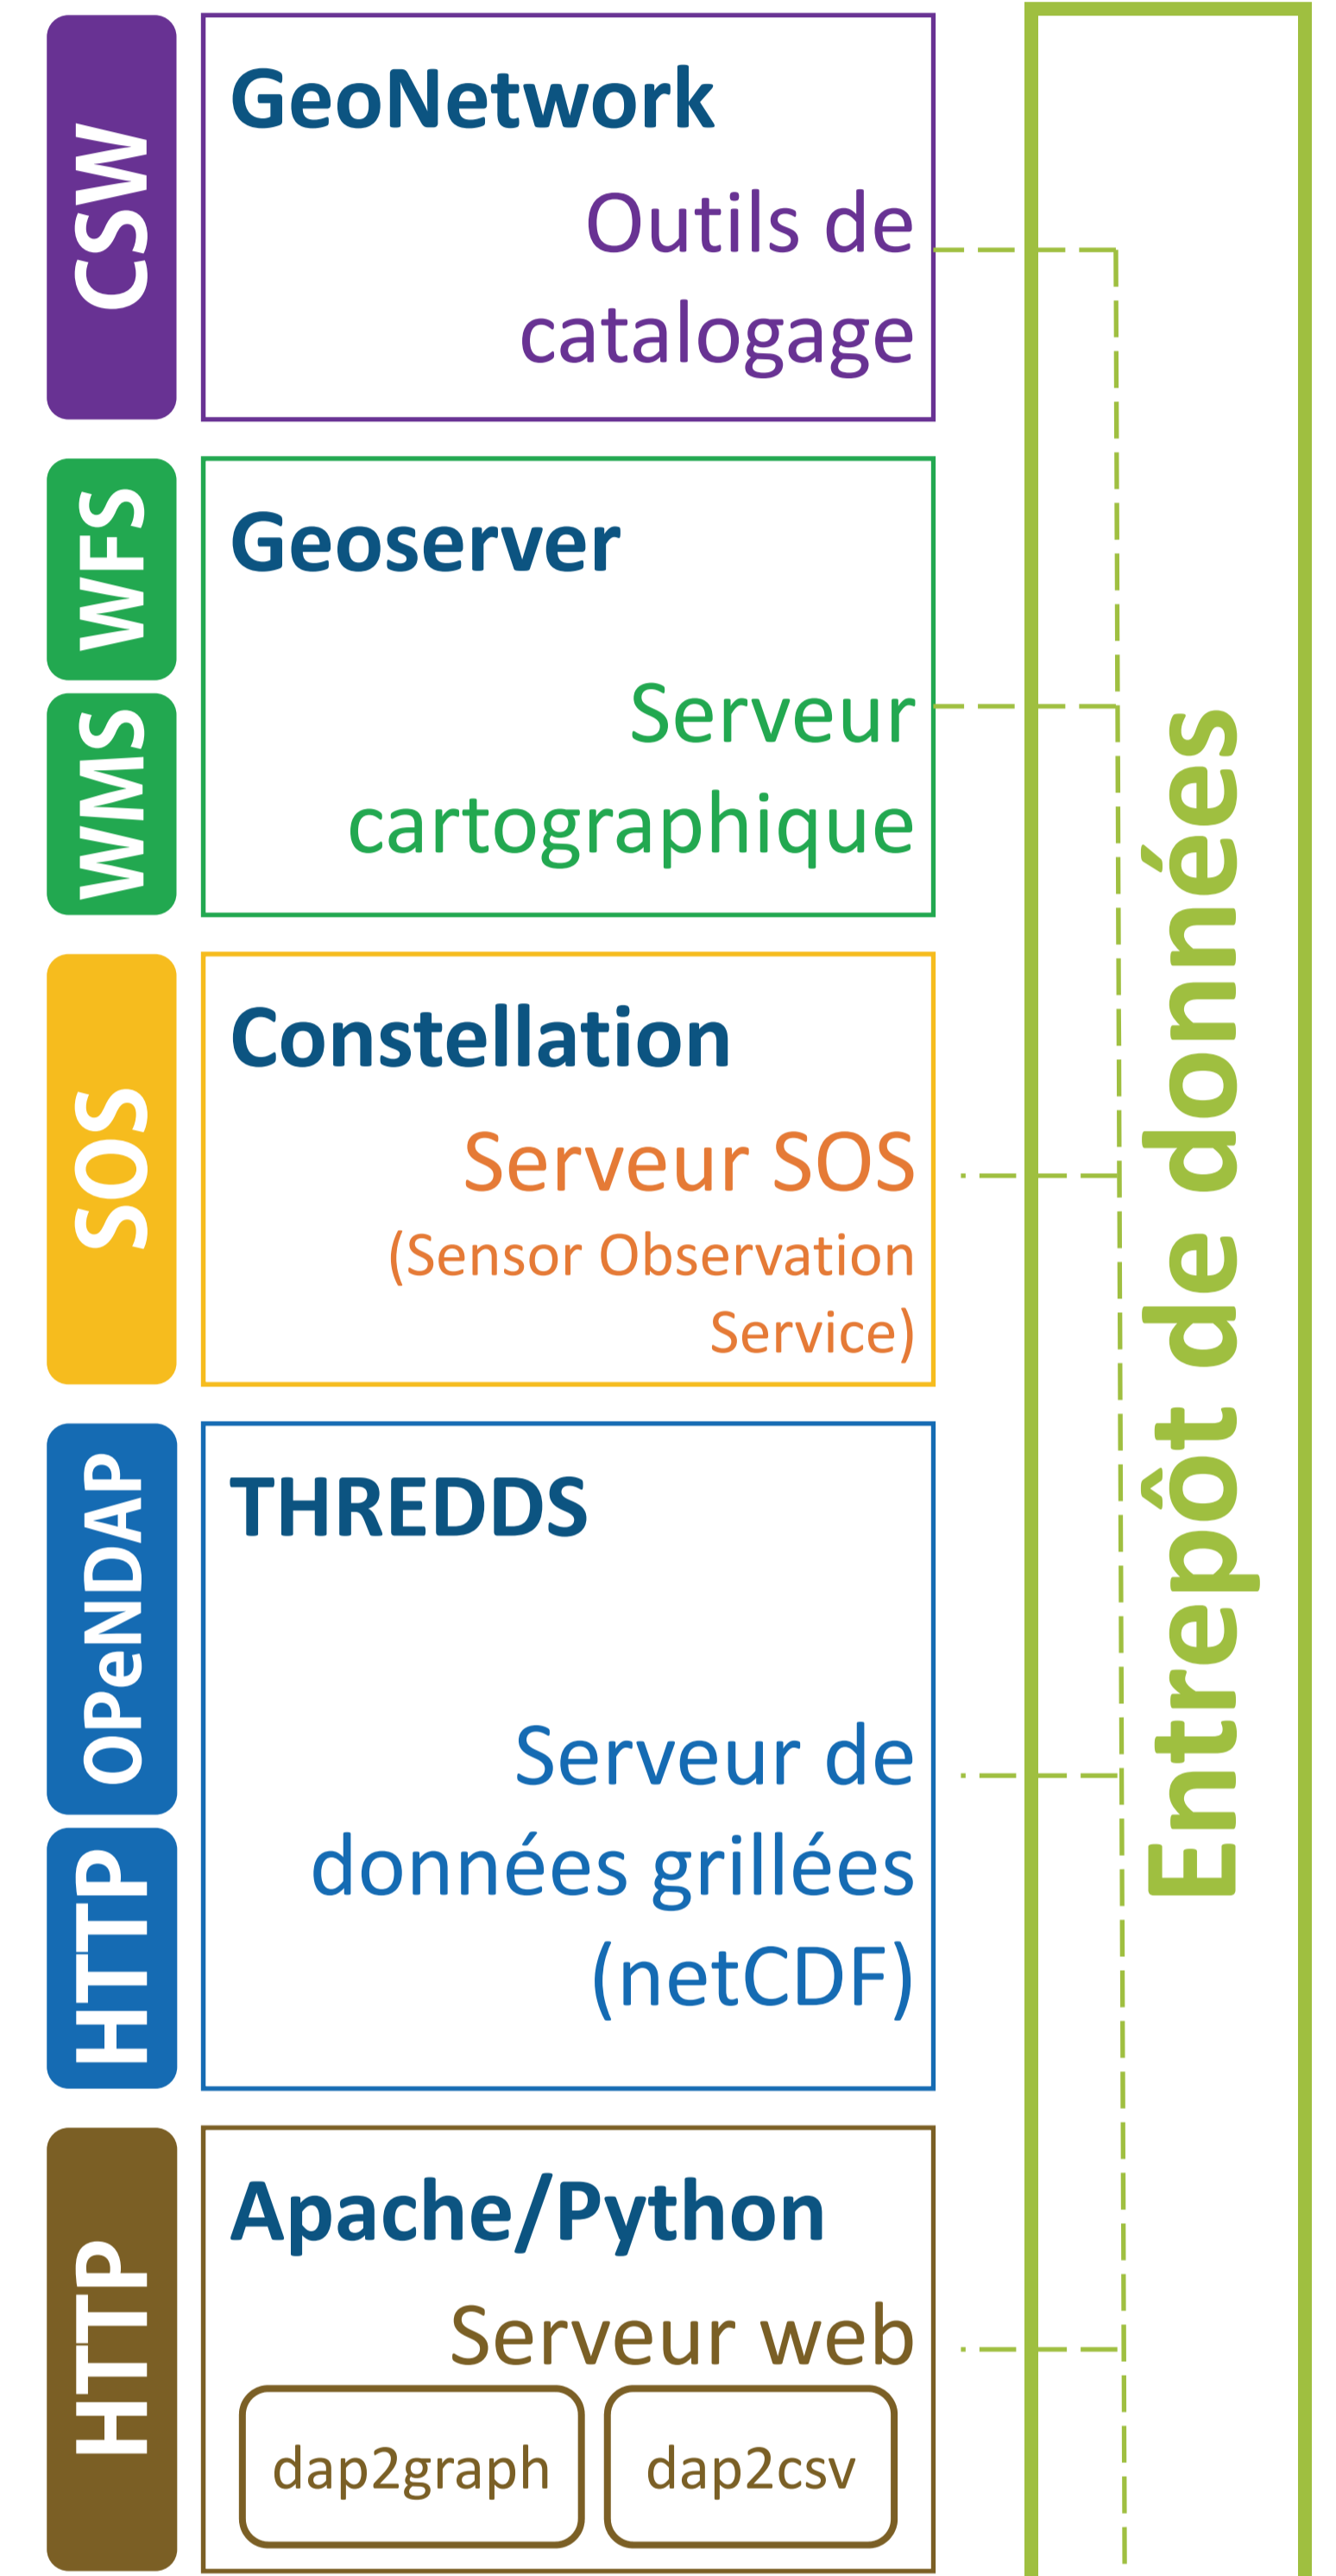 CSW
GeoNetwork
Outils de
catalogage
WFS
WMS
Geoserver
Serveur
cartographique
SOS
Constellation
Serveur SOS
(Sensor Observation
Service)
OPeNDAP
HTTP
THREDDS
Serveur de
données grillées
(netCDF)
HTTP
Apache/Python
Serveur web
dap2graph
dap2csv
Entrepôt de données